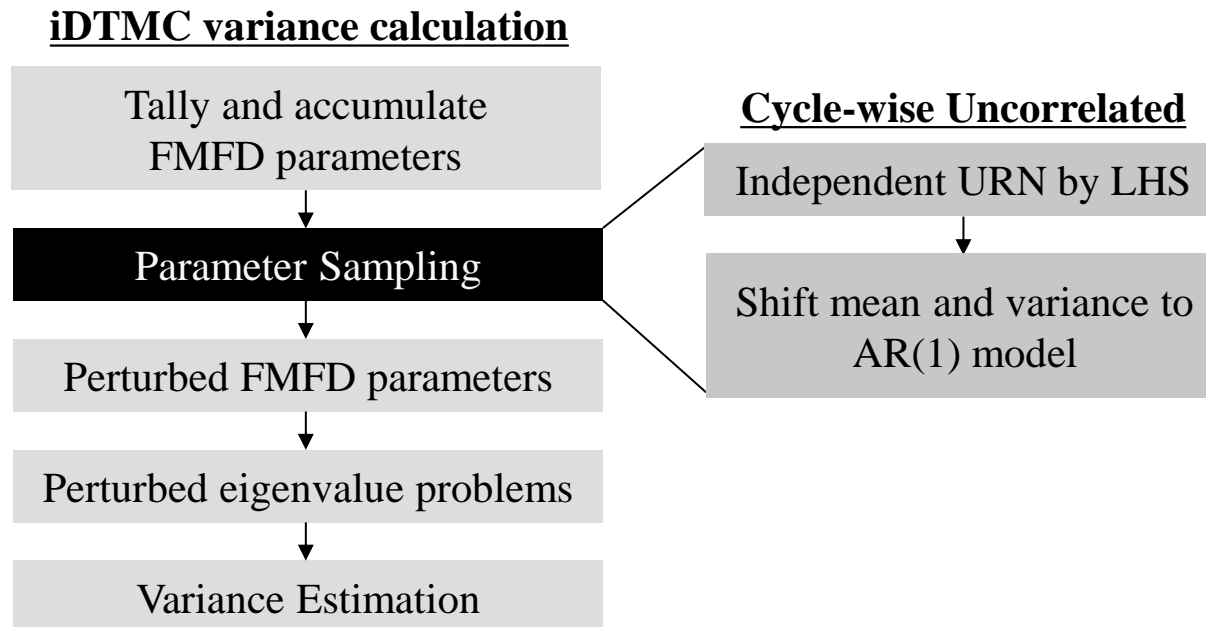 iDTMC variance calculation
Tally and accumulate
FMFD parameters
Parameter Sampling
Perturbed FMFD parameters
Perturbed eigenvalue problems
Variance Estimation
Cycle-wise Uncorrelated
Independent URN by LHS
Shift mean and variance to
AR(1) model